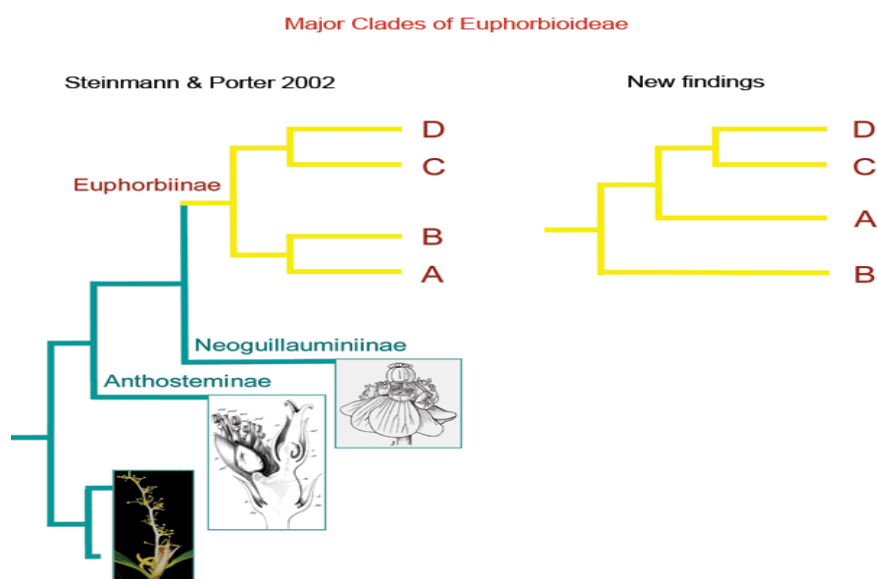 Major Clades of Euphorbioideae
Steinmann & Porter 2002
New findings
D
C
Euphorbiinae
B
A
Neoguillauminiinae
Anthosteminae
D
C
A
B